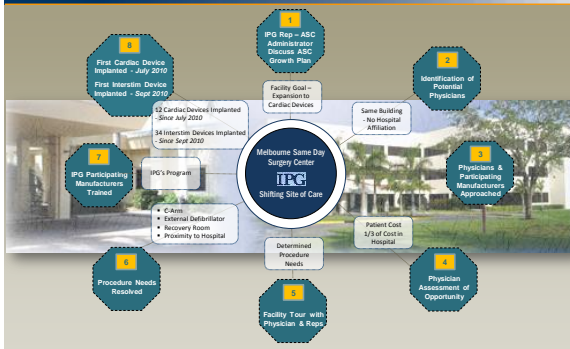 1
IPG Rep – ASC
Administrator
Discuss ASC
Growth Plan
Facility Goal –
Expansion to
Cardiac Devices
2
Identification of
Potential
Physicians
Same Building
- No Hospital
Affiliation
3
Physicians &
Participating
Manufacturers
Approached
4
Physician
Assessment of
Opportunity
Patient Cost
1/3 of Cost in
Hospital
5
Facility Tour with
Physician & Reps
Determined
Procedure
Needs
6
Procedure Needs
Resolved
• C-Arm
• External Defibrillator
• Recovery Room
• Proximity to Hospital
7
IPG Participating
Manufacturers
Trained
IPG's Program
8
First Cardiac Device
Implanted - July 2010
First Interstim Device
Implanted - Sept 2010
12 Cardiac Devices Implanted
- Since July 2010
34 Interstim Devices Implanted
- Since Sept 2010
Melbourne Same Day
Surgery Center
IPG
Shifting Site of Care